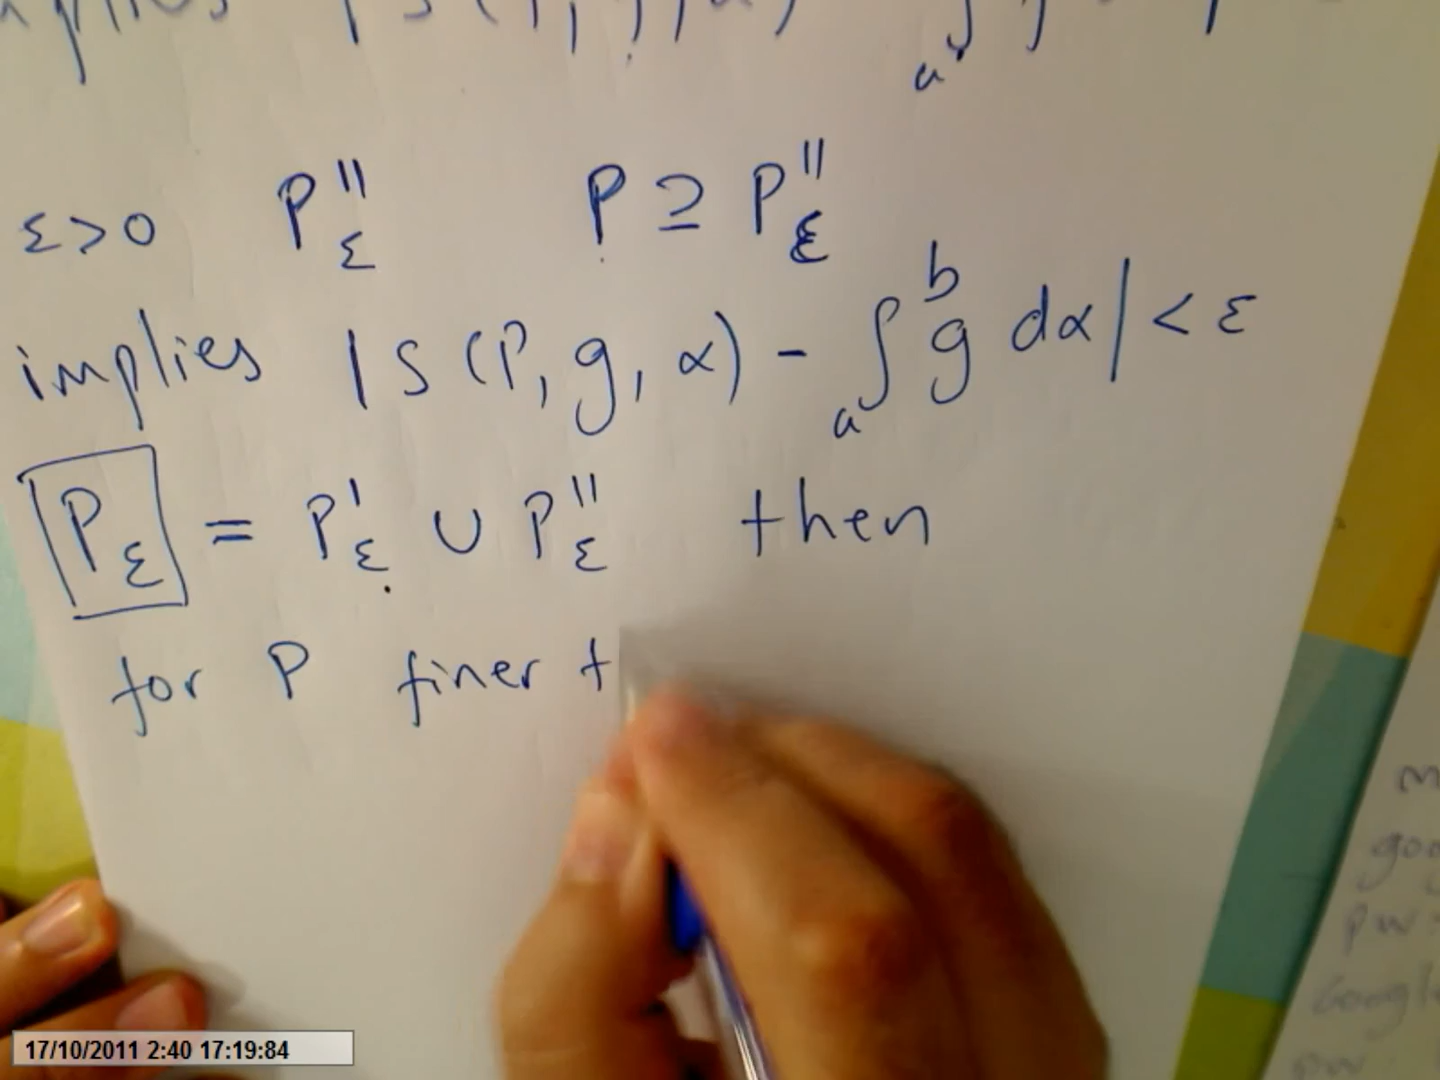 ε>0 P''ε P ⊇ P''ε
implies |S(P, g, α) - ∫ₐᵇ g dα| < ε
Pε = P'ε ∪ P''ε then
for P finer t
17/10/2011 2:40 17:19:84